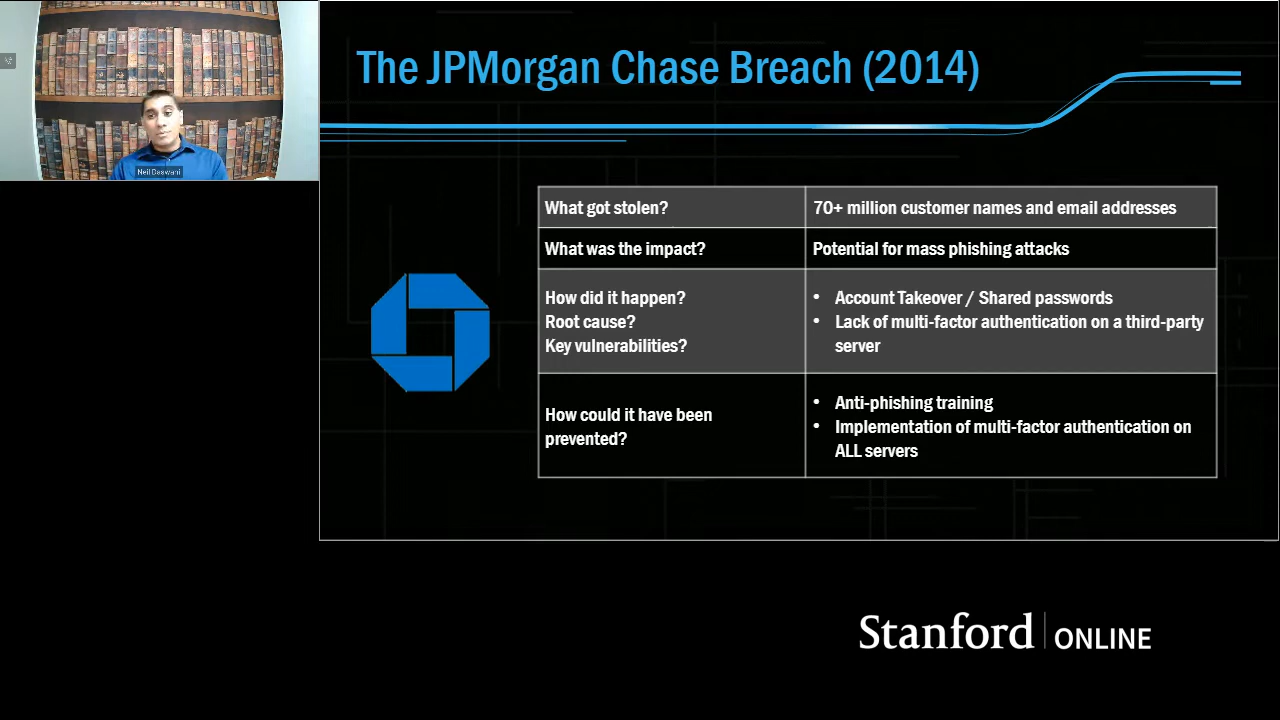 Neil Daswani
The JPMorgan Chase Breach (2014)
What got stolen?
70+ million customer names and email addresses
What was the impact?
Potential for mass phishing attacks
How did it happen?
Root cause?
Key vulnerabilities?
• Account Takeover / Shared passwords
• Lack of multi-factor authentication on a third-party
server
How could it have been
prevented?
• Anti-phishing training
• Implementation of multi-factor authentication on
ALL servers
Stanford ONLINE